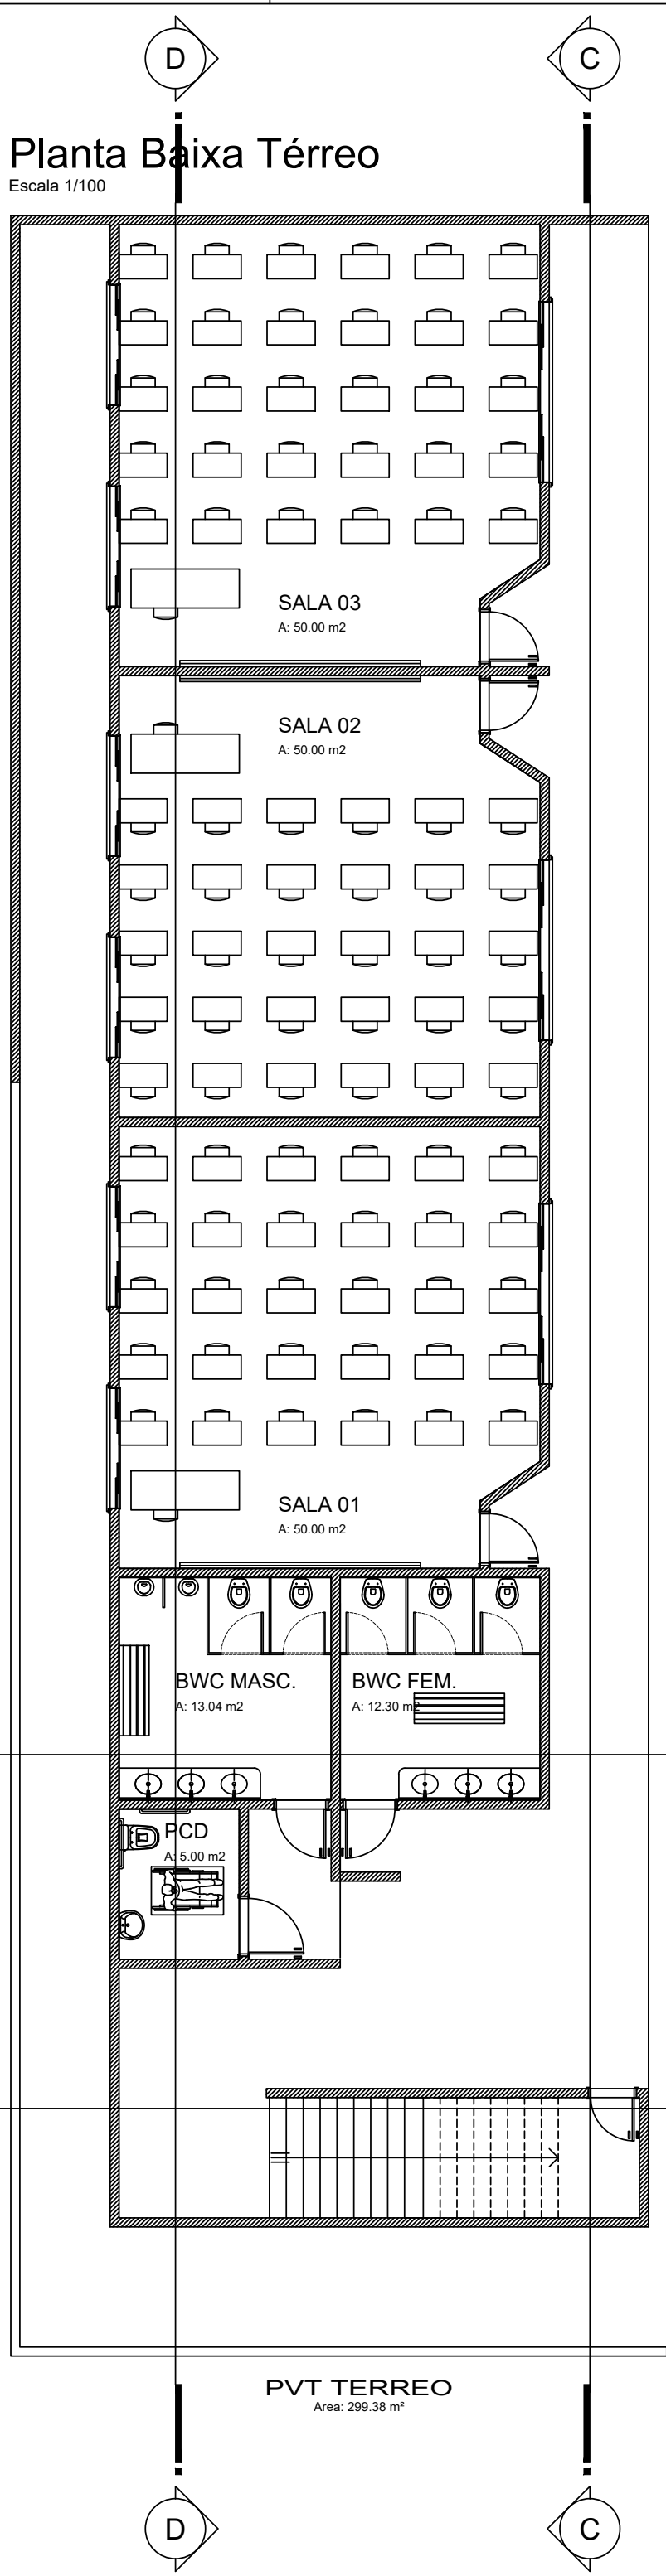 D
C
Planta Baixa Térreo
Escala 1/100
SALA 03
A: 50.00 m2
SALA 02
A: 50.00 m2
SALA 01
A: 50.00 m2
BWC MASC.
A: 13.04 m2
BWC FEM.
A: 12.30 m2
PCD
A: 5.00 m2
PVT TERREO
Area: 299.38 m²
D
C